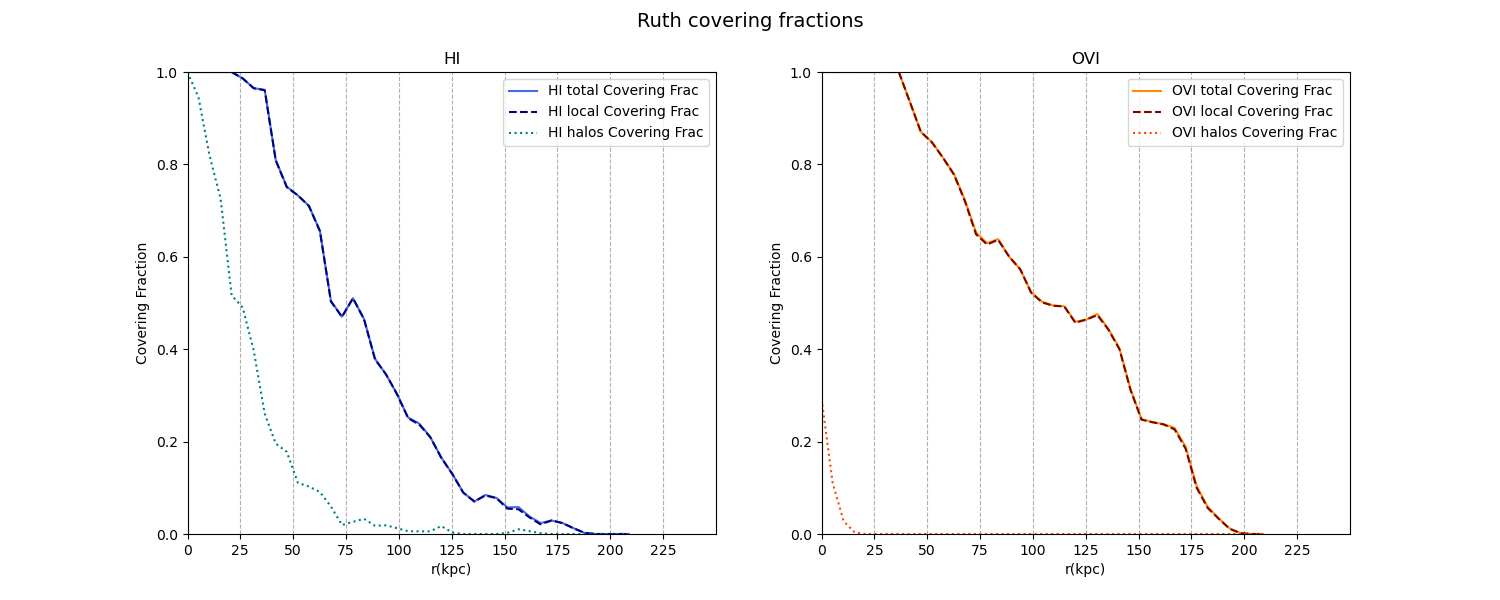 Ruth covering fractions
HI
HI total Covering Frac
HI local Covering Frac
HI halos Covering Frac
Covering Fraction
1.0
0.8
0.6
0.4
0.2
0.0
0 25 50 75 100 125 150 175 200 225
r(kpc)
OVI
OVI total Covering Frac
OVI local Covering Frac
OVI halos Covering Frac
Covering Fraction
1.0
0.8
0.6
0.4
0.2
0.0
0 25 50 75 100 125 150 175 200 225
r(kpc)